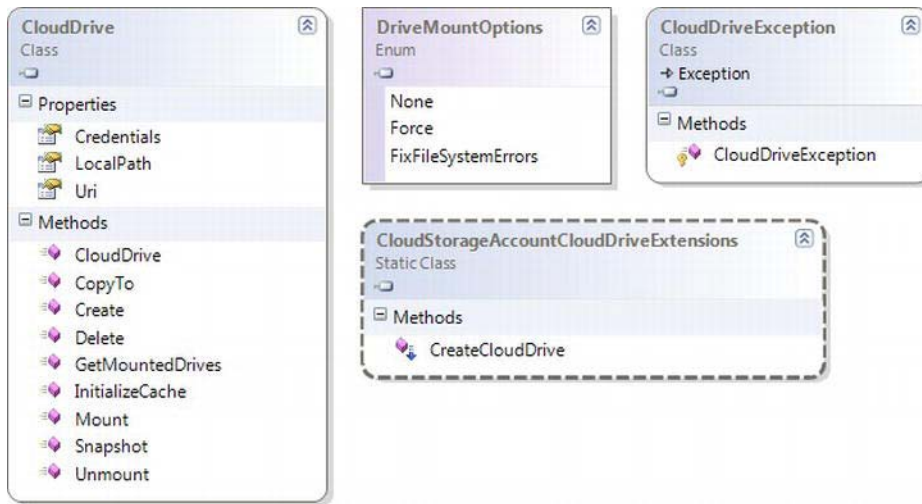 CloudDrive
Class
Properties
Credentials
LocalPath
Uri
Methods
CloudDrive
CopyTo
Create
Delete
GetMountedDrives
InitializeCache
Mount
Snapshot
Unmount
DriveMountOptions
Enum
None
Force
FixFileSystemErrors
CloudDriveException
Class
Exception
Methods
CloudDriveException
CloudStorageAccountCloudDriveExtensions
Static Class
Methods
CreateCloudDrive